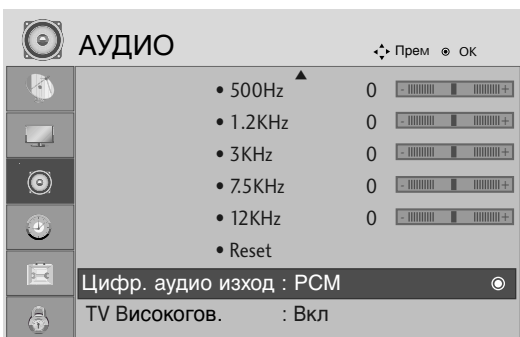 АУДИО Прем OK
• 500Hz 0 - +
• 1.2KHz 0 - +
• 3KHz 0 - +
• 7.5KHz 0 - +
• 12KHz 0 - +
• Reset
Цифр. аудио изход : PCM
TV Високогов. : Вкл